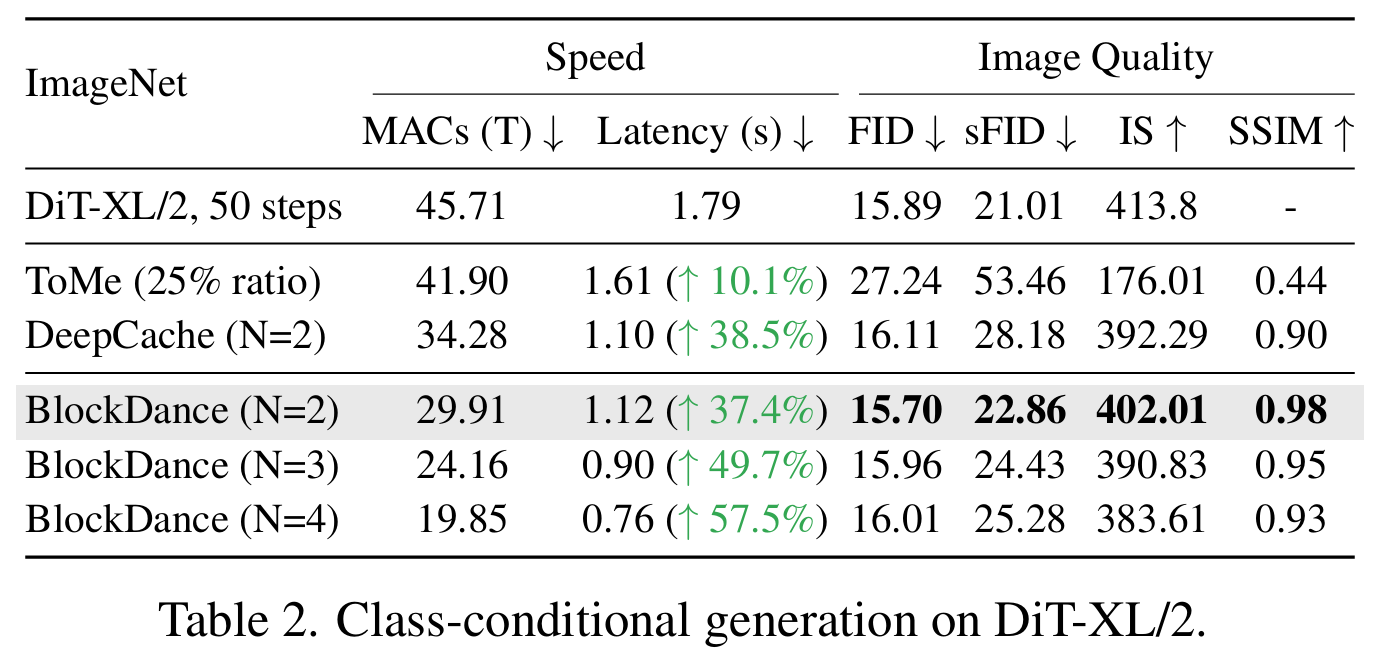 Speed Image Quality
ImageNet
MACs (T) ↓ Latency (s) ↓ FID ↓ sFID ↓ IS ↑ SSIM ↑
DiT-XL/2, 50 steps 45.71 1.79 15.89 21.01 413.8 -
ToMe (25% ratio) 41.90 1.61 (↑ 10.1%) 27.24 53.46 176.01 0.44
DeepCache (N=2) 34.28 1.10 (↑ 38.5%) 16.11 28.18 392.29 0.90
BlockDance (N=2) 29.91 1.12 (↑ 37.4%) 15.70 22.86 402.01 0.98
BlockDance (N=3) 24.16 0.90 (↑ 49.7%) 15.96 24.43 390.83 0.95
BlockDance (N=4) 19.85 0.76 (↑ 57.5%) 16.01 25.28 383.61 0.93
Table 2. Class-conditional generation on DiT-XL/2.